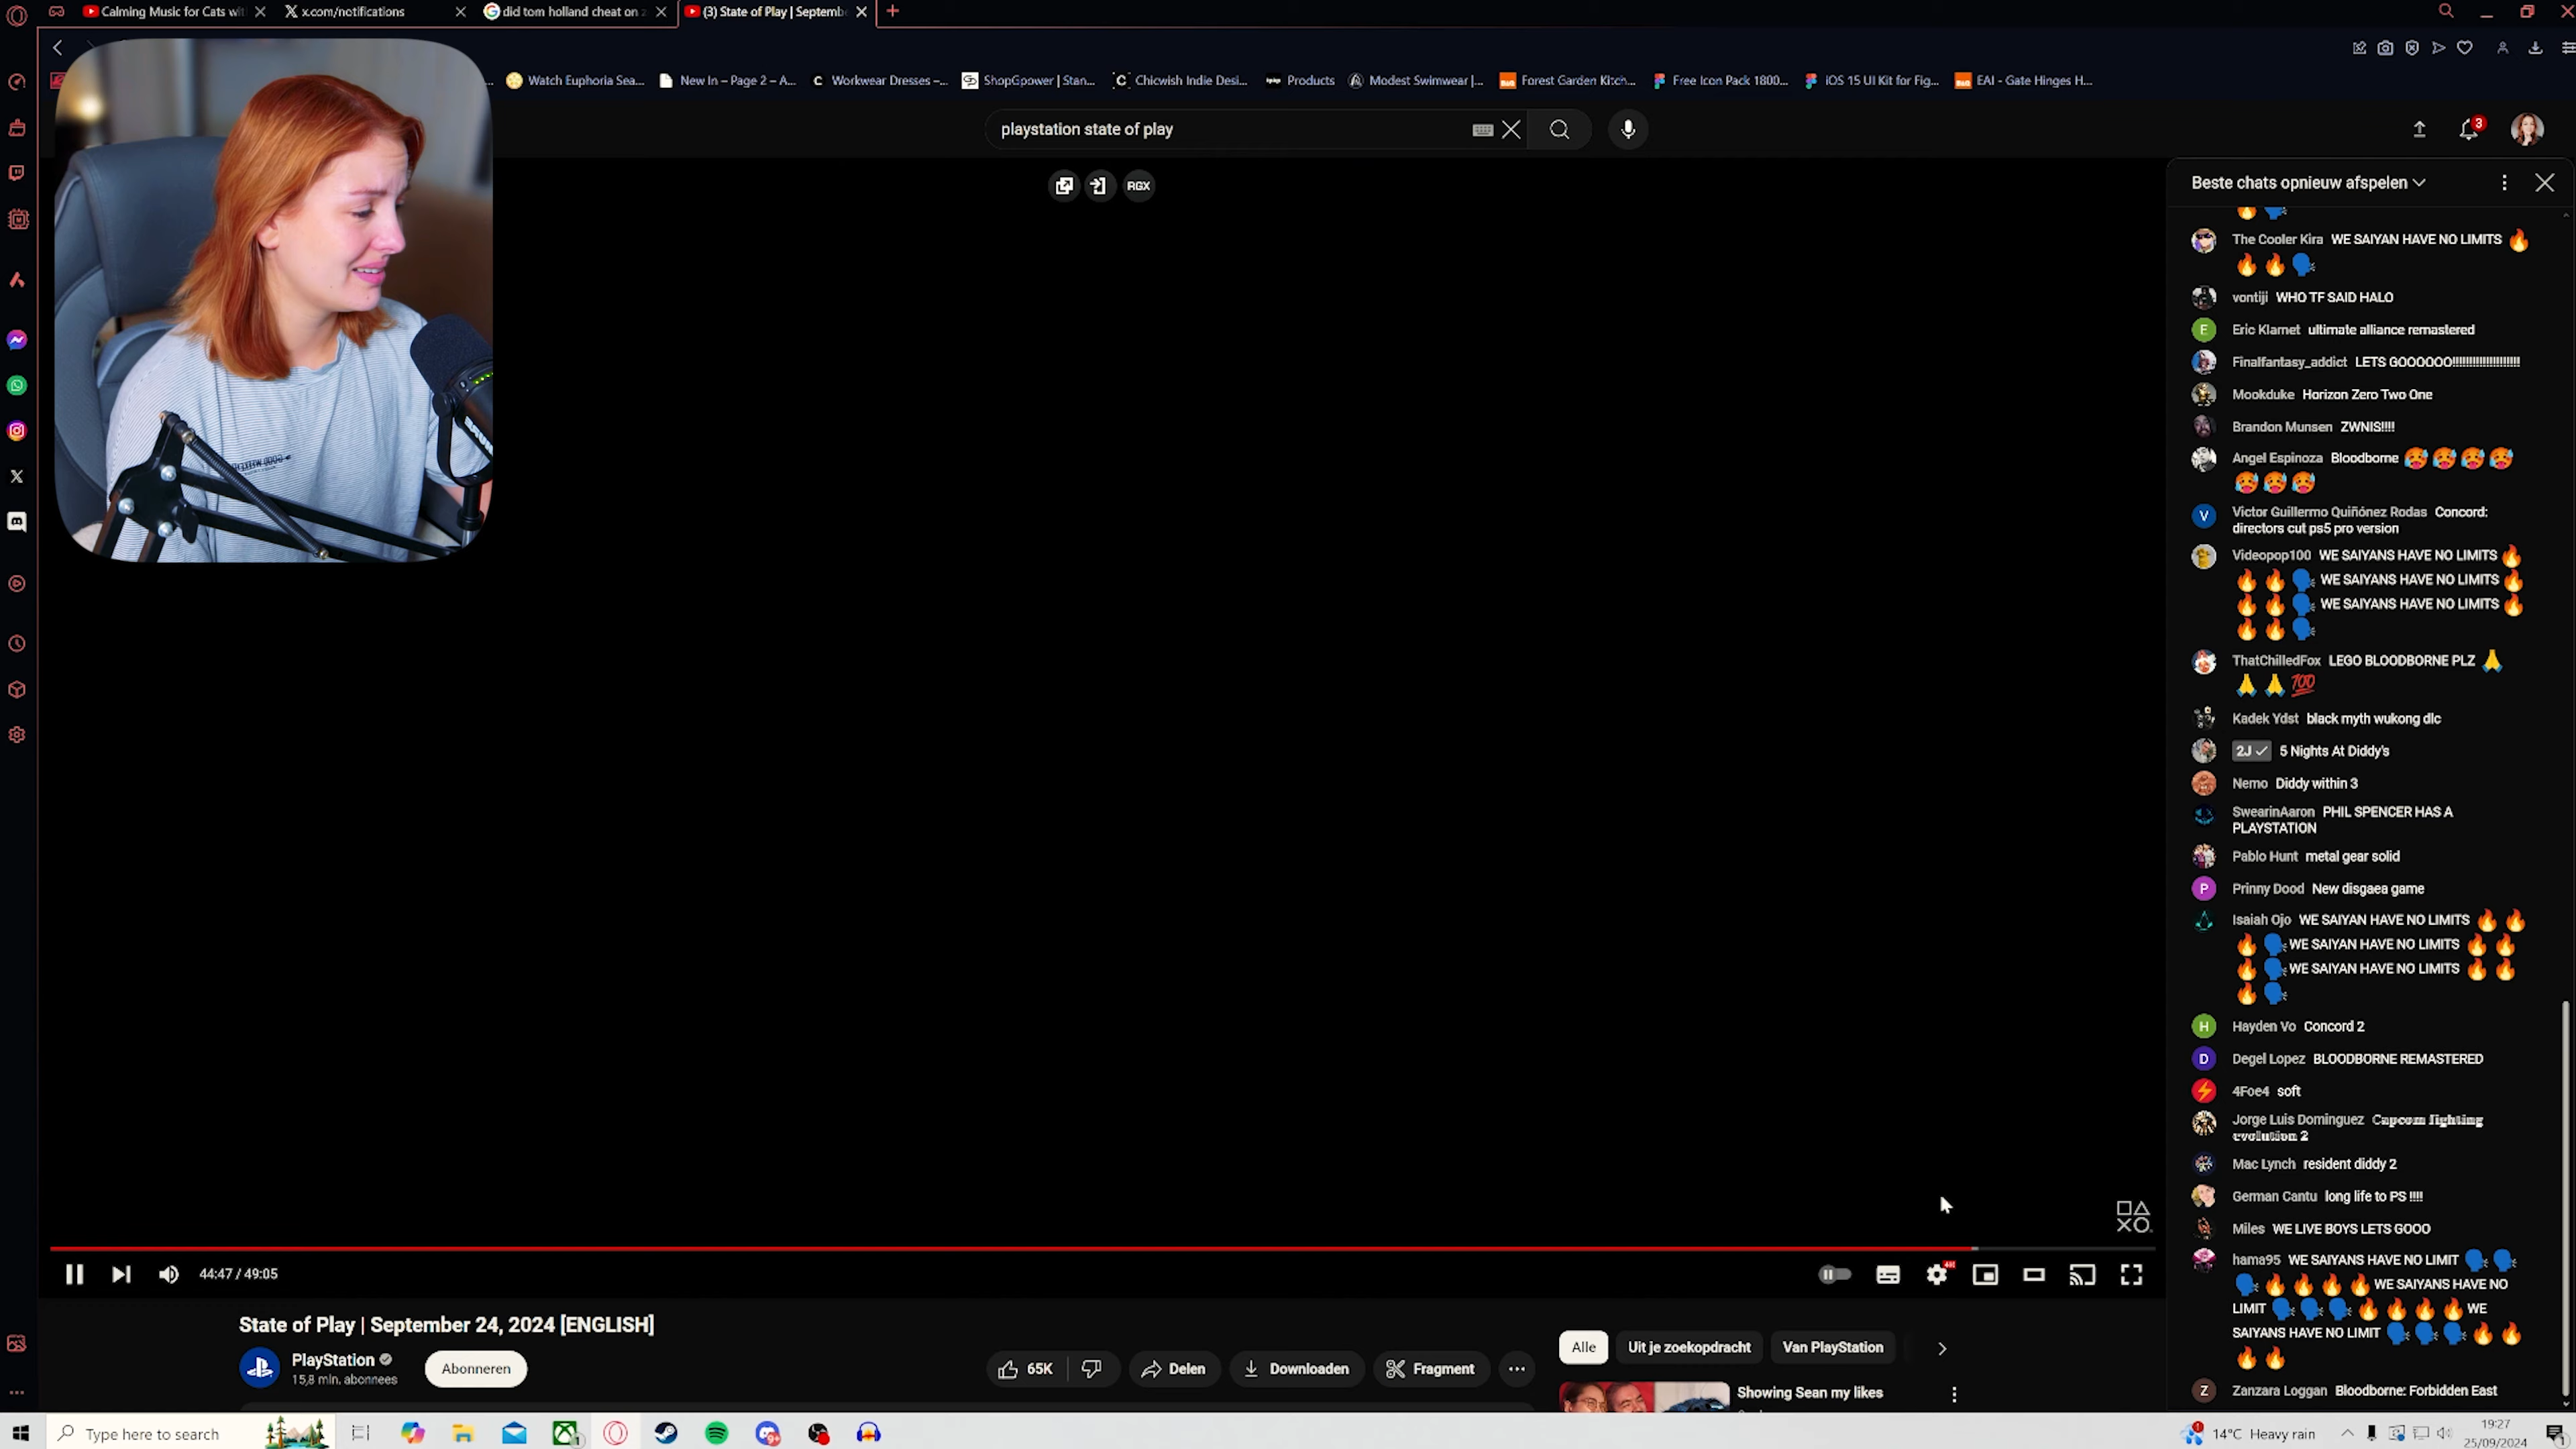 Calming Music for Cats wit
x.com/notifications
did tom holland cheat on z
(3) State of Play | Septembe
Watch Euphoria Sea...
New In – Page 2 – A...
Workwear Dresses –...
ShopGpower | Stan...
Chicwish Indie Desi...
Products
Modest Swimwear |...
Forest Garden Kitch...
Free Icon Pack 1800...
iOS 15 UI Kit for Fig...
EAI - Gate Hinges H...
playstation state of play
3
RGX
Beste chats opnieuw afspelen
The Cooler Kira WE SAIYAN HAVE NO LIMITS 🔥
🔥 🔥 🗣
vontiji WHO TF SAID HALO
Eric Klamet ultimate alliance remastered
Finalfantasy_addict LETS GOOOOOO!!!!!!!!!!!!!!!!!!!!
Mookduke Horizon Zero Two One
Brandon Munsen ZWNIS!!!!
Angel Espinoza Bloodborne 🥵 🥵 🥵 🥵
🥵 🥵 🥵
Victor Guillermo Quiñónez Rodas Concord:
directors cut ps5 pro version
Videopop100 WE SAIYANS HAVE NO LIMITS 🔥
🔥 🔥 🗣 WE SAIYANS HAVE NO LIMITS 🔥
🔥 🔥 🗣 WE SAIYANS HAVE NO LIMITS 🔥
🔥 🔥 🗣
ThatChilledFox LEGO BLOODBORNE PLZ 🙏
🙏 🙏 💯
Kadek Ydst black myth wukong dlc
2J ✓ 5 Nights At Diddy's
Nemo Diddy within 3
SwearinAaron PHIL SPENCER HAS A
PLAYSTATION
Pablo Hunt metal gear solid
Prinny Dood New disgaea game
Isaiah Ojo WE SAIYAN HAVE NO LIMITS 🔥 🔥
🔥 🗣 WE SAIYAN HAVE NO LIMITS 🔥 🔥
🔥 🗣 WE SAIYAN HAVE NO LIMITS 🔥 🔥
🔥 🗣
Hayden Vo Concord 2
Degel Lopez BLOODBORNE REMASTERED
4Foe4 soft
Jorge Luis Dominguez Capcom fighting
evolution 2
Mac Lynch resident diddy 2
German Cantu long life to PS !!!!
Miles WE LIVE BOYS LETS GOOO
hama95 WE SAIYANS HAVE NO LIMIT 🗣 🗣
🗣 🔥 🔥 🔥 🔥 WE SAIYANS HAVE NO
LIMIT 🗣 🗣 🗣 🔥 🔥 🔥 🔥 WE
SAIYANS HAVE NO LIMIT 🗣 🗣 🗣 🔥 🔥
🔥 🔥
Zanzara Loggan Bloodborne: Forbidden East
44:47 / 49:05
State of Play | September 24, 2024 [ENGLISH]
PlayStation
15,8 mln. abonnees
Abonneren
65K
Delen
Downloaden
Fragment
Alle
Uit je zoekopdracht
Van PlayStation
Showing Sean my likes
Type here to search
14°C Heavy rain
19:27
25/09/2024